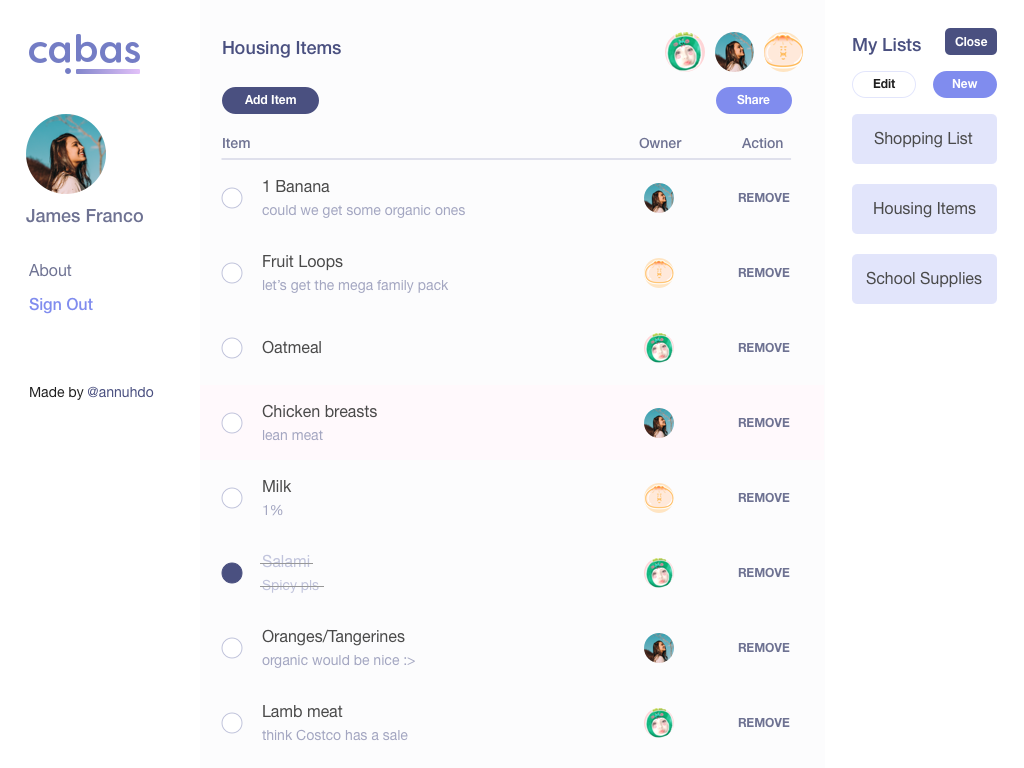 cabas
James Franco
About
Sign Out
Made by @annuhdo
Housing Items
Add Item
Share
Item Owner Action
1 Banana
could we get some organic ones
REMOVE
Fruit Loops
let's get the mega family pack
REMOVE
Oatmeal
REMOVE
Chicken breasts
lean meat
REMOVE
Milk
1%
REMOVE
Salami
Spicy pls
REMOVE
Oranges/Tangerines
organic would be nice :>
REMOVE
Lamb meat
think Costco has a sale
REMOVE
My Lists
Close
Edit
New
Shopping List
Housing Items
School Supplies